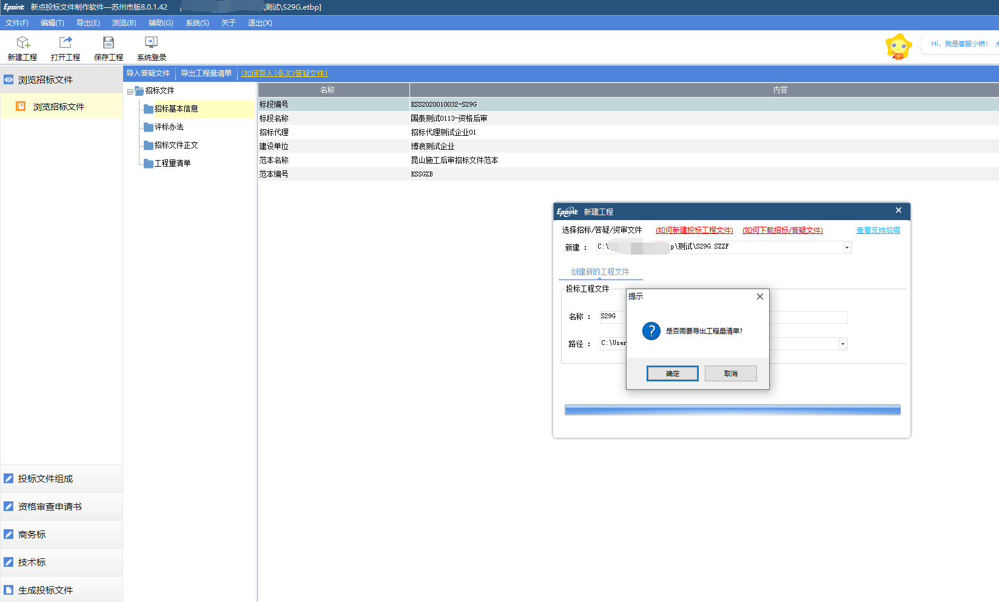 Epoint 新点投标文件制作软件—苏州市版8.0.1.42 [ \测试\S29G.etbp]
文件(F) 编辑(T) 导出(E) 浏览(B) 辅助(G) 系统(S) 关于 退出(X)
新建工程 打开工程 保存工程 系统登录
Hi，我是客服小桥！
浏览招标文件
浏览招标文件
投标文件组成
资格审查申请书
商务标
技术标
生成投标文件
导入答疑文件 导出工程量清单 (如何导入(多次)答疑文件)
招标文件
招标基本信息
评标办法
招标文件正文
工程量清单
名称 内容
标段编号 KSS2020010032-S29G
标段名称 国泰测试0113-资格后审
招标代理 招标代理测试企业01
建设单位 博浪测试企业
范本名称 昆山施工后审招标文件范本
范本编号 KSSGZB
Epoint 新建工程
选择招标/答疑/资审文件 (如何新建投标工程文件) (如何下载招标/答疑文件) 查看支持后缀
新建 ： C:\ p\测试\S29G.SZZF
创建新的工程文件
投标工程文件
名称 ： S29G
路径 ： C:\User
提示
? 是否需要导出工程量清单?
确定 取消